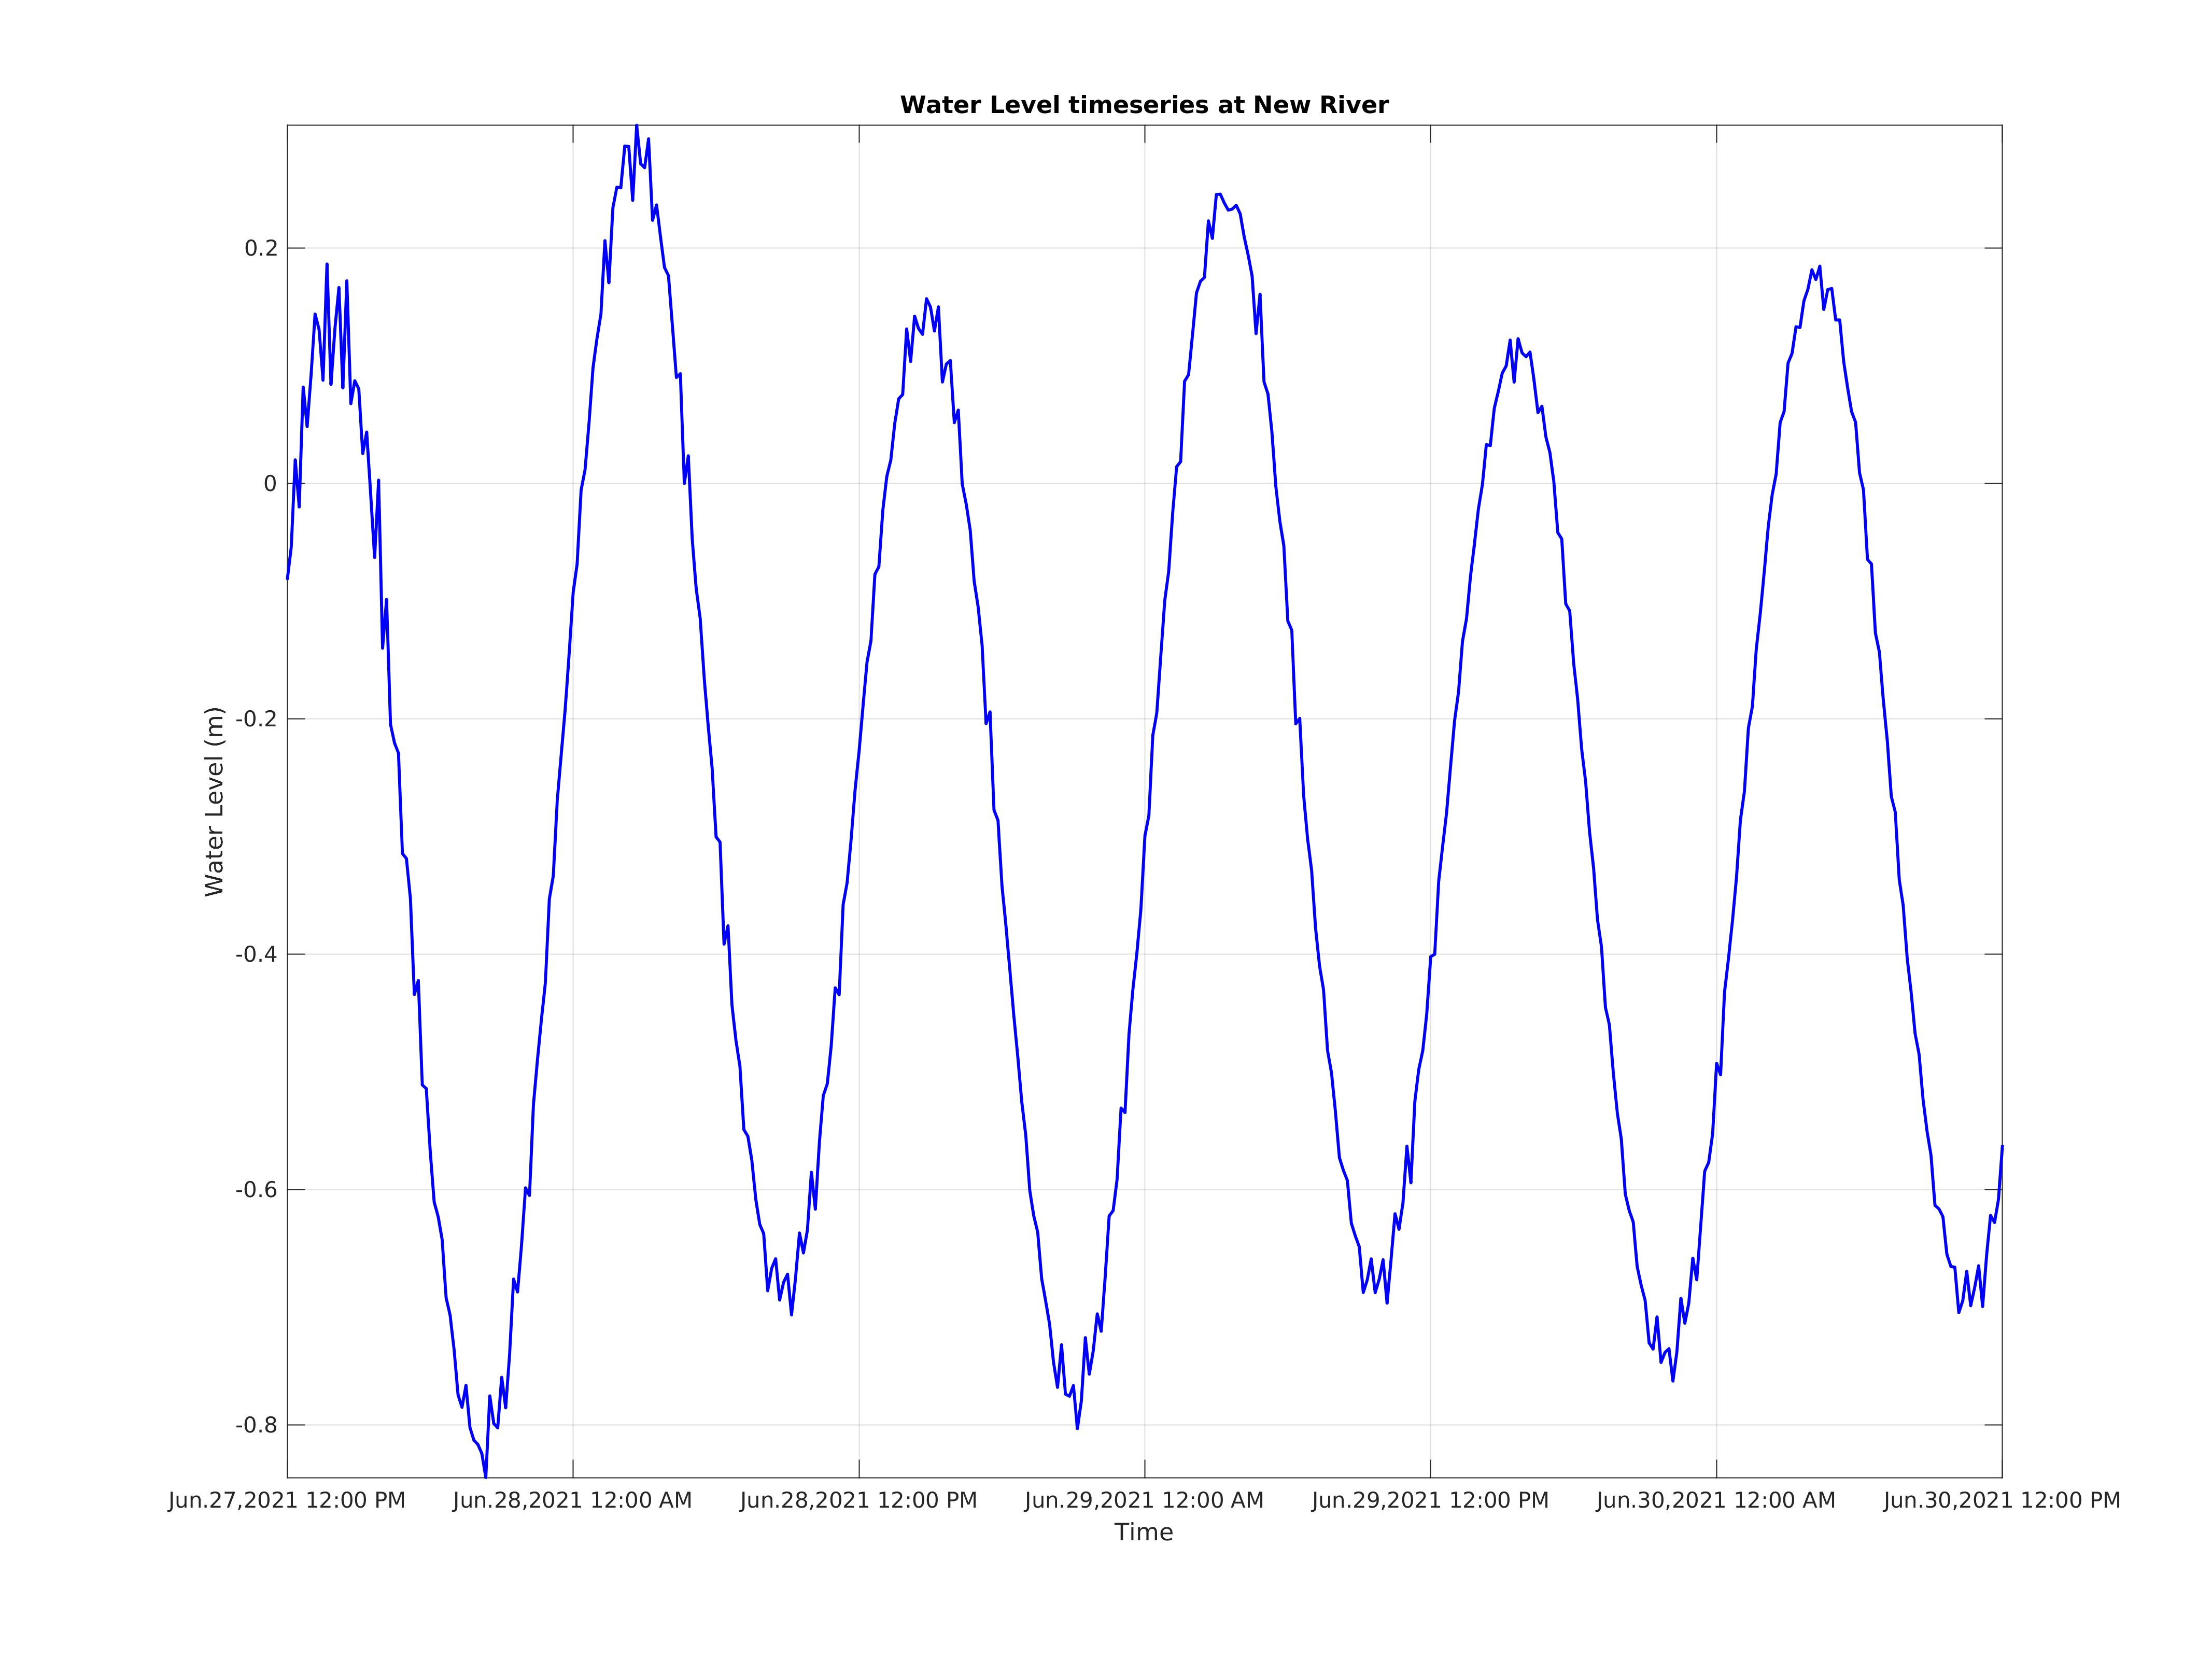 Water Level timeseries at New River
Water Level (m)
0.2
0
-0.2
-0.4
-0.6
-0.8
Jun.27,2021 12:00 PM
Jun.28,2021 12:00 AM
Jun.28,2021 12:00 PM
Jun.29,2021 12:00 AM
Jun.29,2021 12:00 PM
Jun.30,2021 12:00 AM
Jun.30,2021 12:00 PM
Time